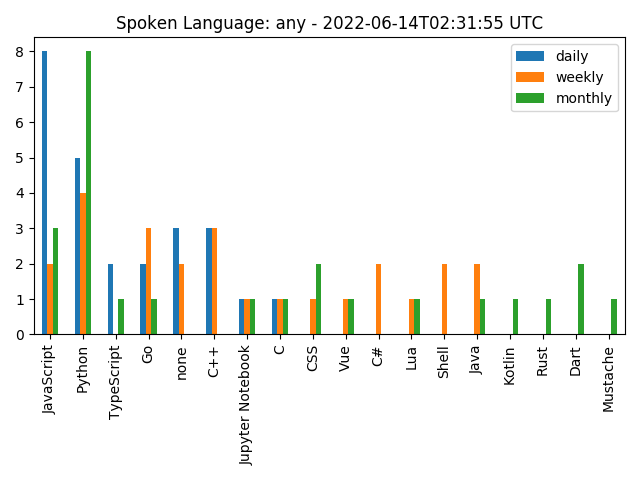 Spoken Language: any - 2022-06-14T02:31:55 UTC
daily
weekly
monthly
8
7
6
5
4
3
2
1
0
JavaScript
Python
TypeScript
Go
none
C++
Jupyter Notebook
C
CSS
Vue
C#
Lua
Shell
Java
Kotlin
Rust
Dart
Mustache